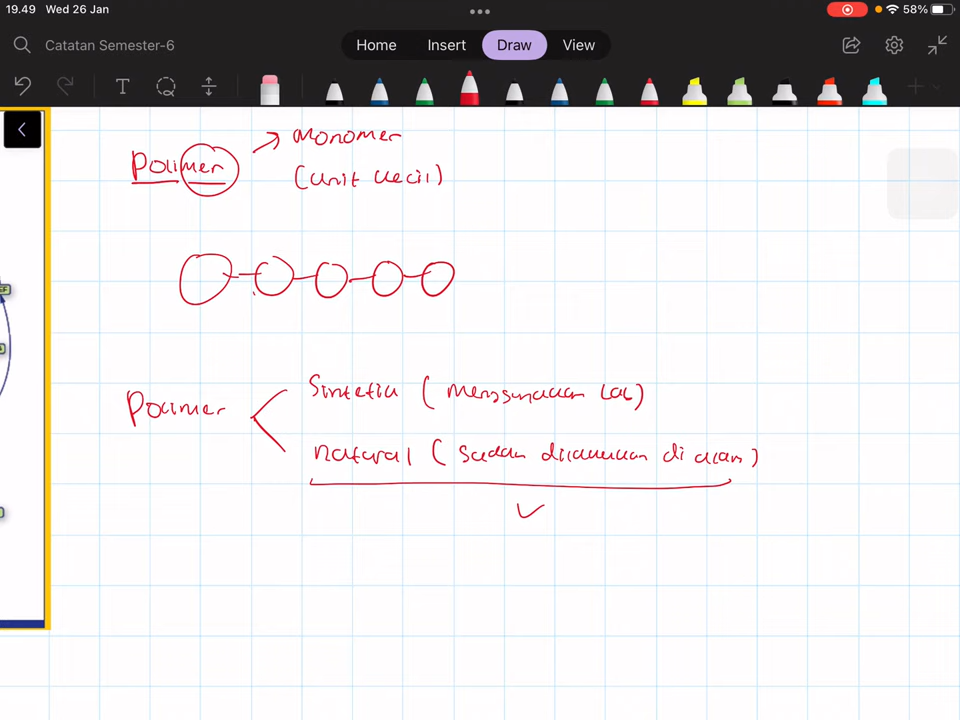 19.49 Wed 26 Jan
58%
Catatan Semester-6
Home Insert Draw View
Polimer → Monomer
(unit kecil)
Polimer
Sintetik (menggunakan Lab)
natural (sudah ditemukan di alam)